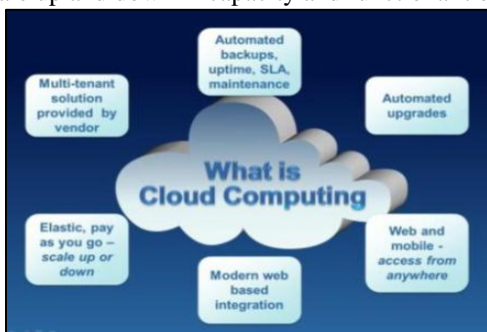 Automated
backups,
uptime, SLA,
maintenance
Multi-tenant
solution
provided by
vendor
Automated
upgrades
What is
Cloud Computing
Elastic, pay
as you go –
scale up or
down
Web and
mobile -
access from
anywhere
Modern web
based
integration